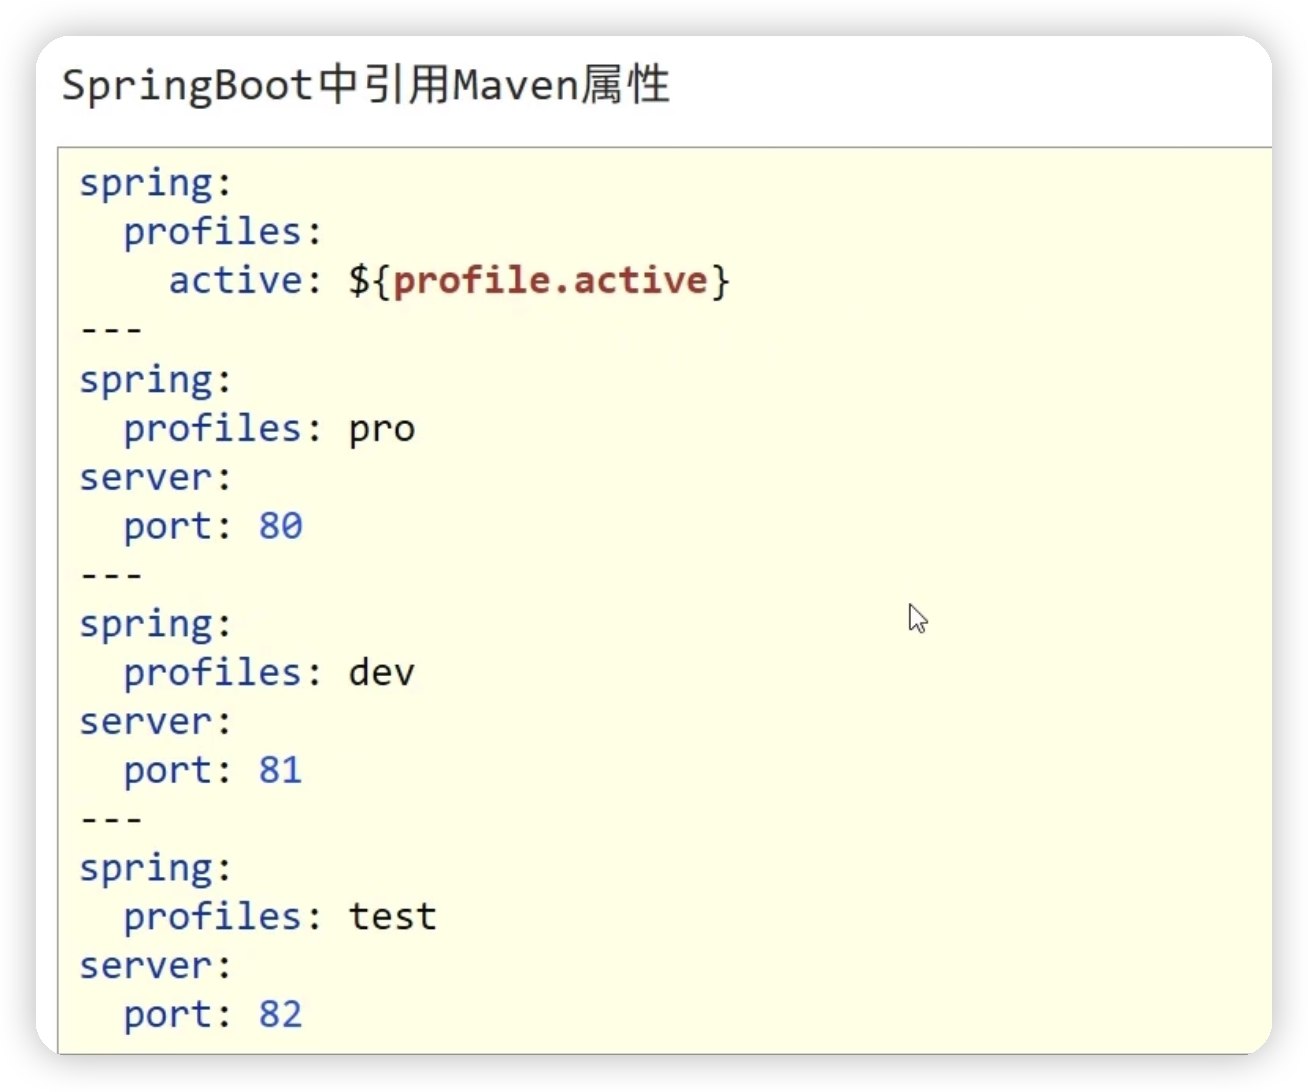 SpringBoot中引用Maven属性
spring:
  profiles:
    active: ${profile.active}
---
spring:
  profiles: pro
server:
  port: 80
---
spring:
  profiles: dev
server:
  port: 81
---
spring:
  profiles: test
server:
  port: 82